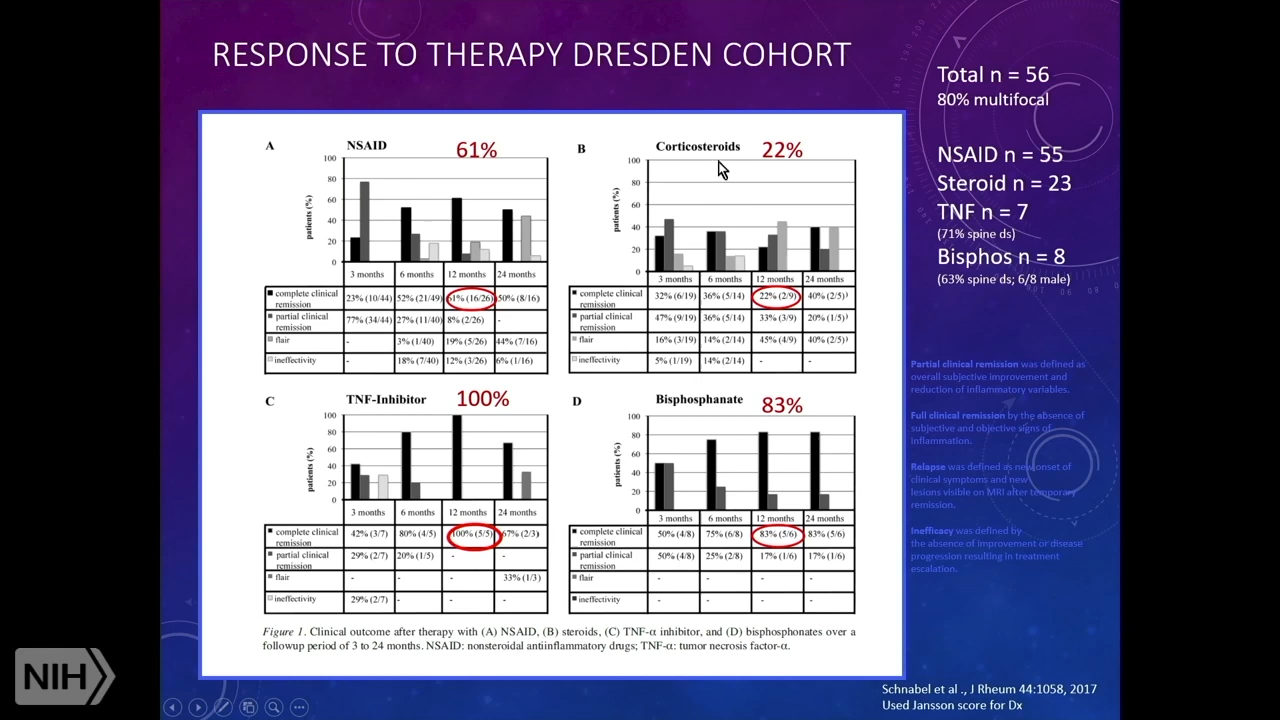 RESPONSE TO THERAPY DRESDEN COHORT
Total n = 56
80% multifocal
NSAID n = 55
Steroid n = 23
TNF n = 7
(71% spine ds)
Bisphos n = 8
(63% spine ds; 6/8 male)
A NSAID 61%
100
80
60
40
20
0
patients (%)
3 months 6 months 12 months 24 months
complete clinical remission 23% (10/44) 52% (21/49) 61% (16/26) 50% (8/16)
partial clinical remission 77% (34/44) 27% (11/40) 8% (2/26) -
flair - 3% (1/40) 19% (5/26) 44% (7/16)
ineffectivity - 18% (7/40) 12% (3/26) 6% (1/16)
B Corticosteroids 22%
100
80
60
40
20
0
patients (%)
3 months 6 months 12 months 24 months
complete clinical remission 32% (6/19) 36% (5/14) 22% (2/9) 40% (2/5)⁾
partial clinical remission 47% (9/19) 36% (5/14) 33% (3/9) 20% (1/5)⁾
flair 16% (3/19) 14% (2/14) 45% (4/9) 40% (2/5)⁾
ineffectivity 5% (1/19) 14% (2/14) - -
C TNF-Inhibitor 100%
100
80
60
40
20
0
patients (%)
3 months 6 months 12 months 24 months
complete clinical remission 42% (3/7) 80% (4/5) 100% (5/5) 67% (2/3)
partial clinical remission 29% (2/7) 20% (1/5) - -
flair - - - 33% (1/3)
ineffectivity 29% (2/7) - - -
D Bisphosphanate 83%
100
80
60
40
20
0
patients (%)
3 months 6 months 12 months 24 months
complete clinical remission 50% (4/8) 75% (6/8) 83% (5/6) 83% (5/6)
partial clinical remission 50% (4/8) 25% (2/8) 17% (1/6) 17% (1/6)
flair - - - -
ineffectivity - - - -
Figure 1. Clinical outcome after therapy with (A) NSAID, (B) steroids, (C) TNF-α inhibitor, and (D) bisphosphonates over a
followup period of 3 to 24 months. NSAID: nonsteroidal antiinflammatory drugs; TNF-α: tumor necrosis factor-α.
Partial clinical remission was defined as
overall subjective improvement and
reduction of inflammatory variables.
Full clinical remission by the absence of
subjective and objective signs of
inflammation.
Relapse was defined as new onset of
clinical symptoms and new
lesions visible on MRI after temporary
remission.
Inefficacy was defined by
the absence of improvement or disease
progression resulting in treatment
escalation.
Schnabel et al ., J Rheum 44:1058, 2017
Used Jansson score for Dx
NIH